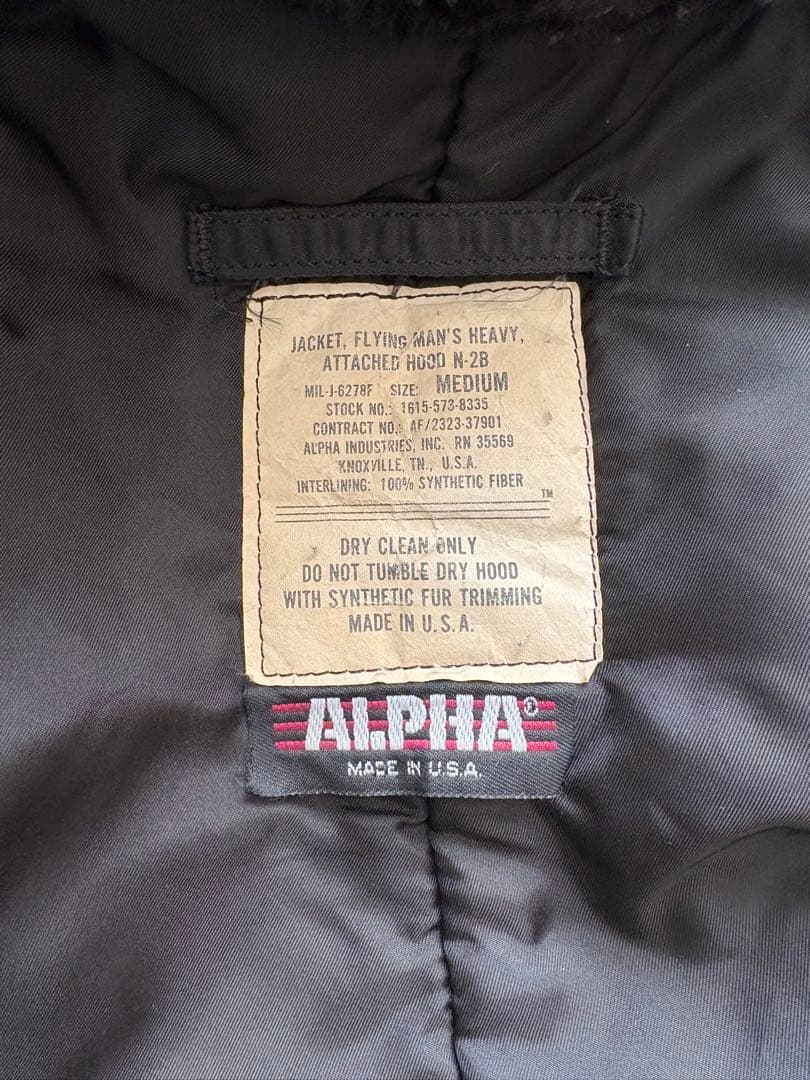 JACKET, FLYING MAN'S HEAVY,
ATTACHED HOOD N-2B
MIL-J-6278F SIZE: MEDIUM
STOCK NO.: 1615-573-8335
CONTRACT NO.: AF/2323-37901
ALPHA INDUSTRIES, INC. RN 35569
KNOXVILLE, TN., U.S.A.
INTERLINING: 100% SYNTHETIC FIBER
TM
DRY CLEAN ONLY
DO NOT TUMBLE DRY HOOD
WITH SYNTHETIC FUR TRIMMING
MADE IN U.S.A.
ALPHA®
MADE IN U.S.A.